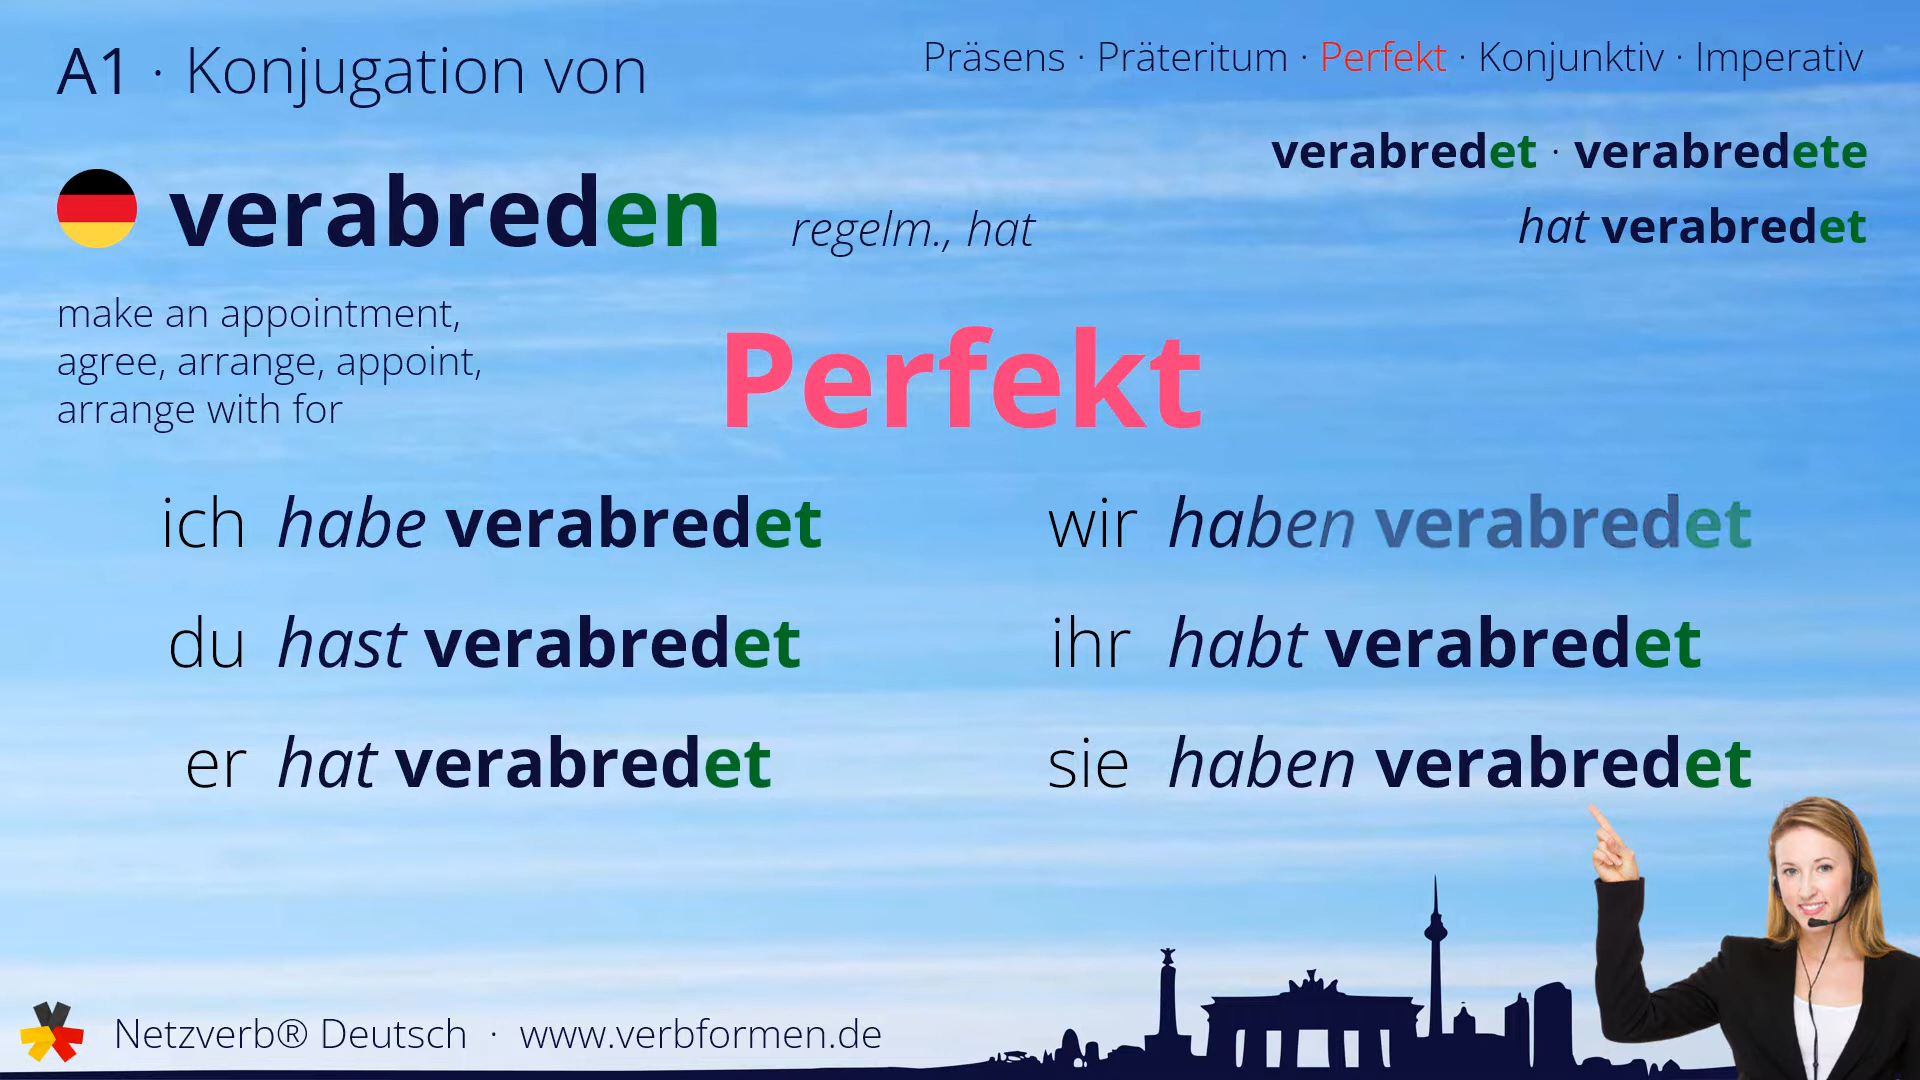 A1 · Konjugation von
Präsens · Präteritum · Perfekt · Konjunktiv · Imperativ
verabreden
regelm., hat
verabredet · verabredete
hat verabredet
make an appointment,
agree, arrange, appoint,
arrange with for
Perfekt
ich habe verabredet
du hast verabredet
er hat verabredet
wir haben verabredet
ihr habt verabredet
sie haben verabredet
Netzverb® Deutsch · www.verbformen.de